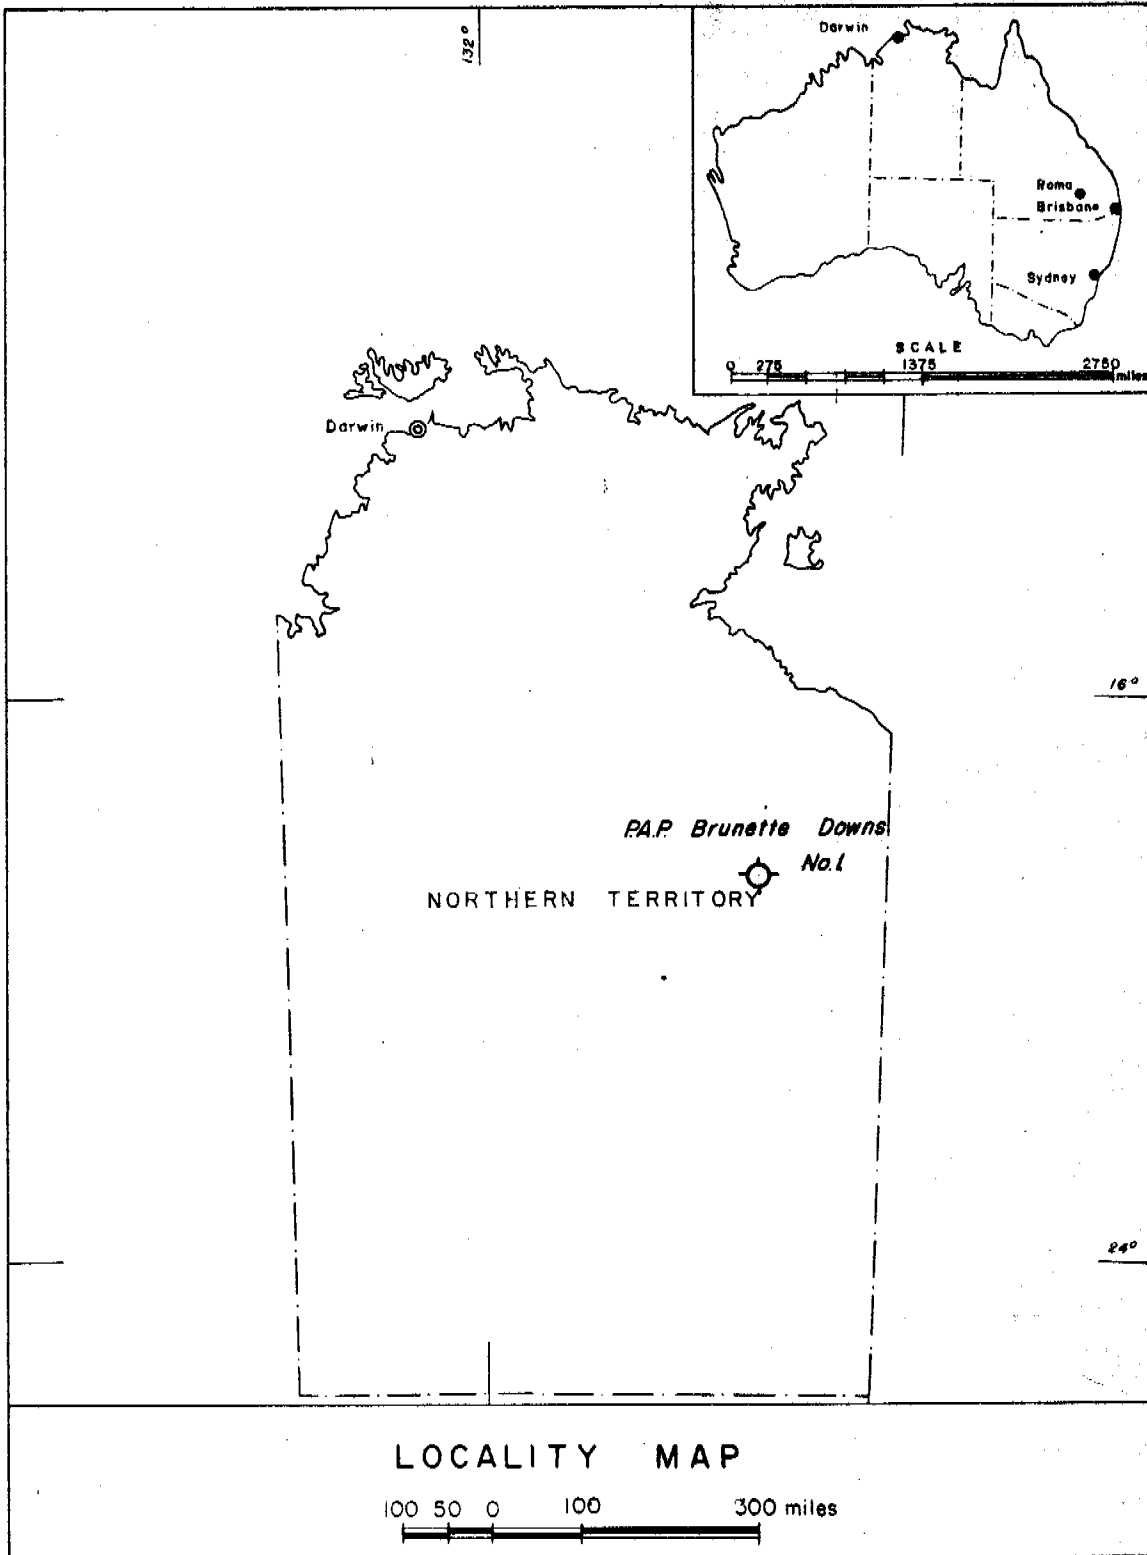 132°
Darwin
Roma
Brisbane
Sydney
SCALE
0 275 1375 2750 miles
Darwin
16°
P.A.P. Brunette Downs
No.1
NORTHERN TERRITORY
24°
LOCALITY MAP
100 50 0 100 300 miles